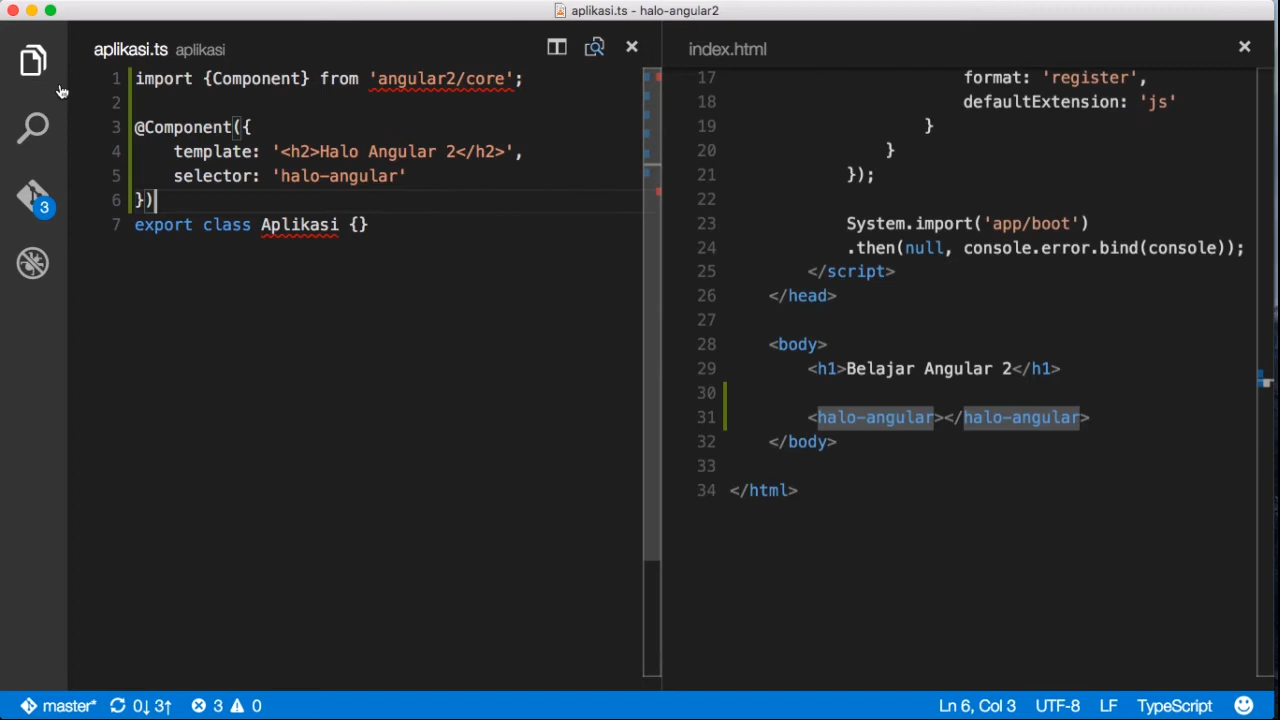 aplikasi.ts - halo-angular2
aplikasi.ts aplikasi
1 import {Component} from 'angular2/core';
2
3 @Component({
4 template: '<h2>Halo Angular 2</h2>',
5 selector: 'halo-angular'
6 })
7 export class Aplikasi {}
index.html
17 format: 'register',
18 defaultExtension: 'js'
19 }
20 }
21 });
22
23 System.import('app/boot')
24 .then(null, console.error.bind(console));
25 </script>
26 </head>
27
28 <body>
29 <h1>Belajar Angular 2</h1>
30
31 <halo-angular></halo-angular>
32 </body>
33
34 </html>
3
master* 0↓ 3↑ 3 0 Ln 6, Col 3 UTF-8 LF TypeScript